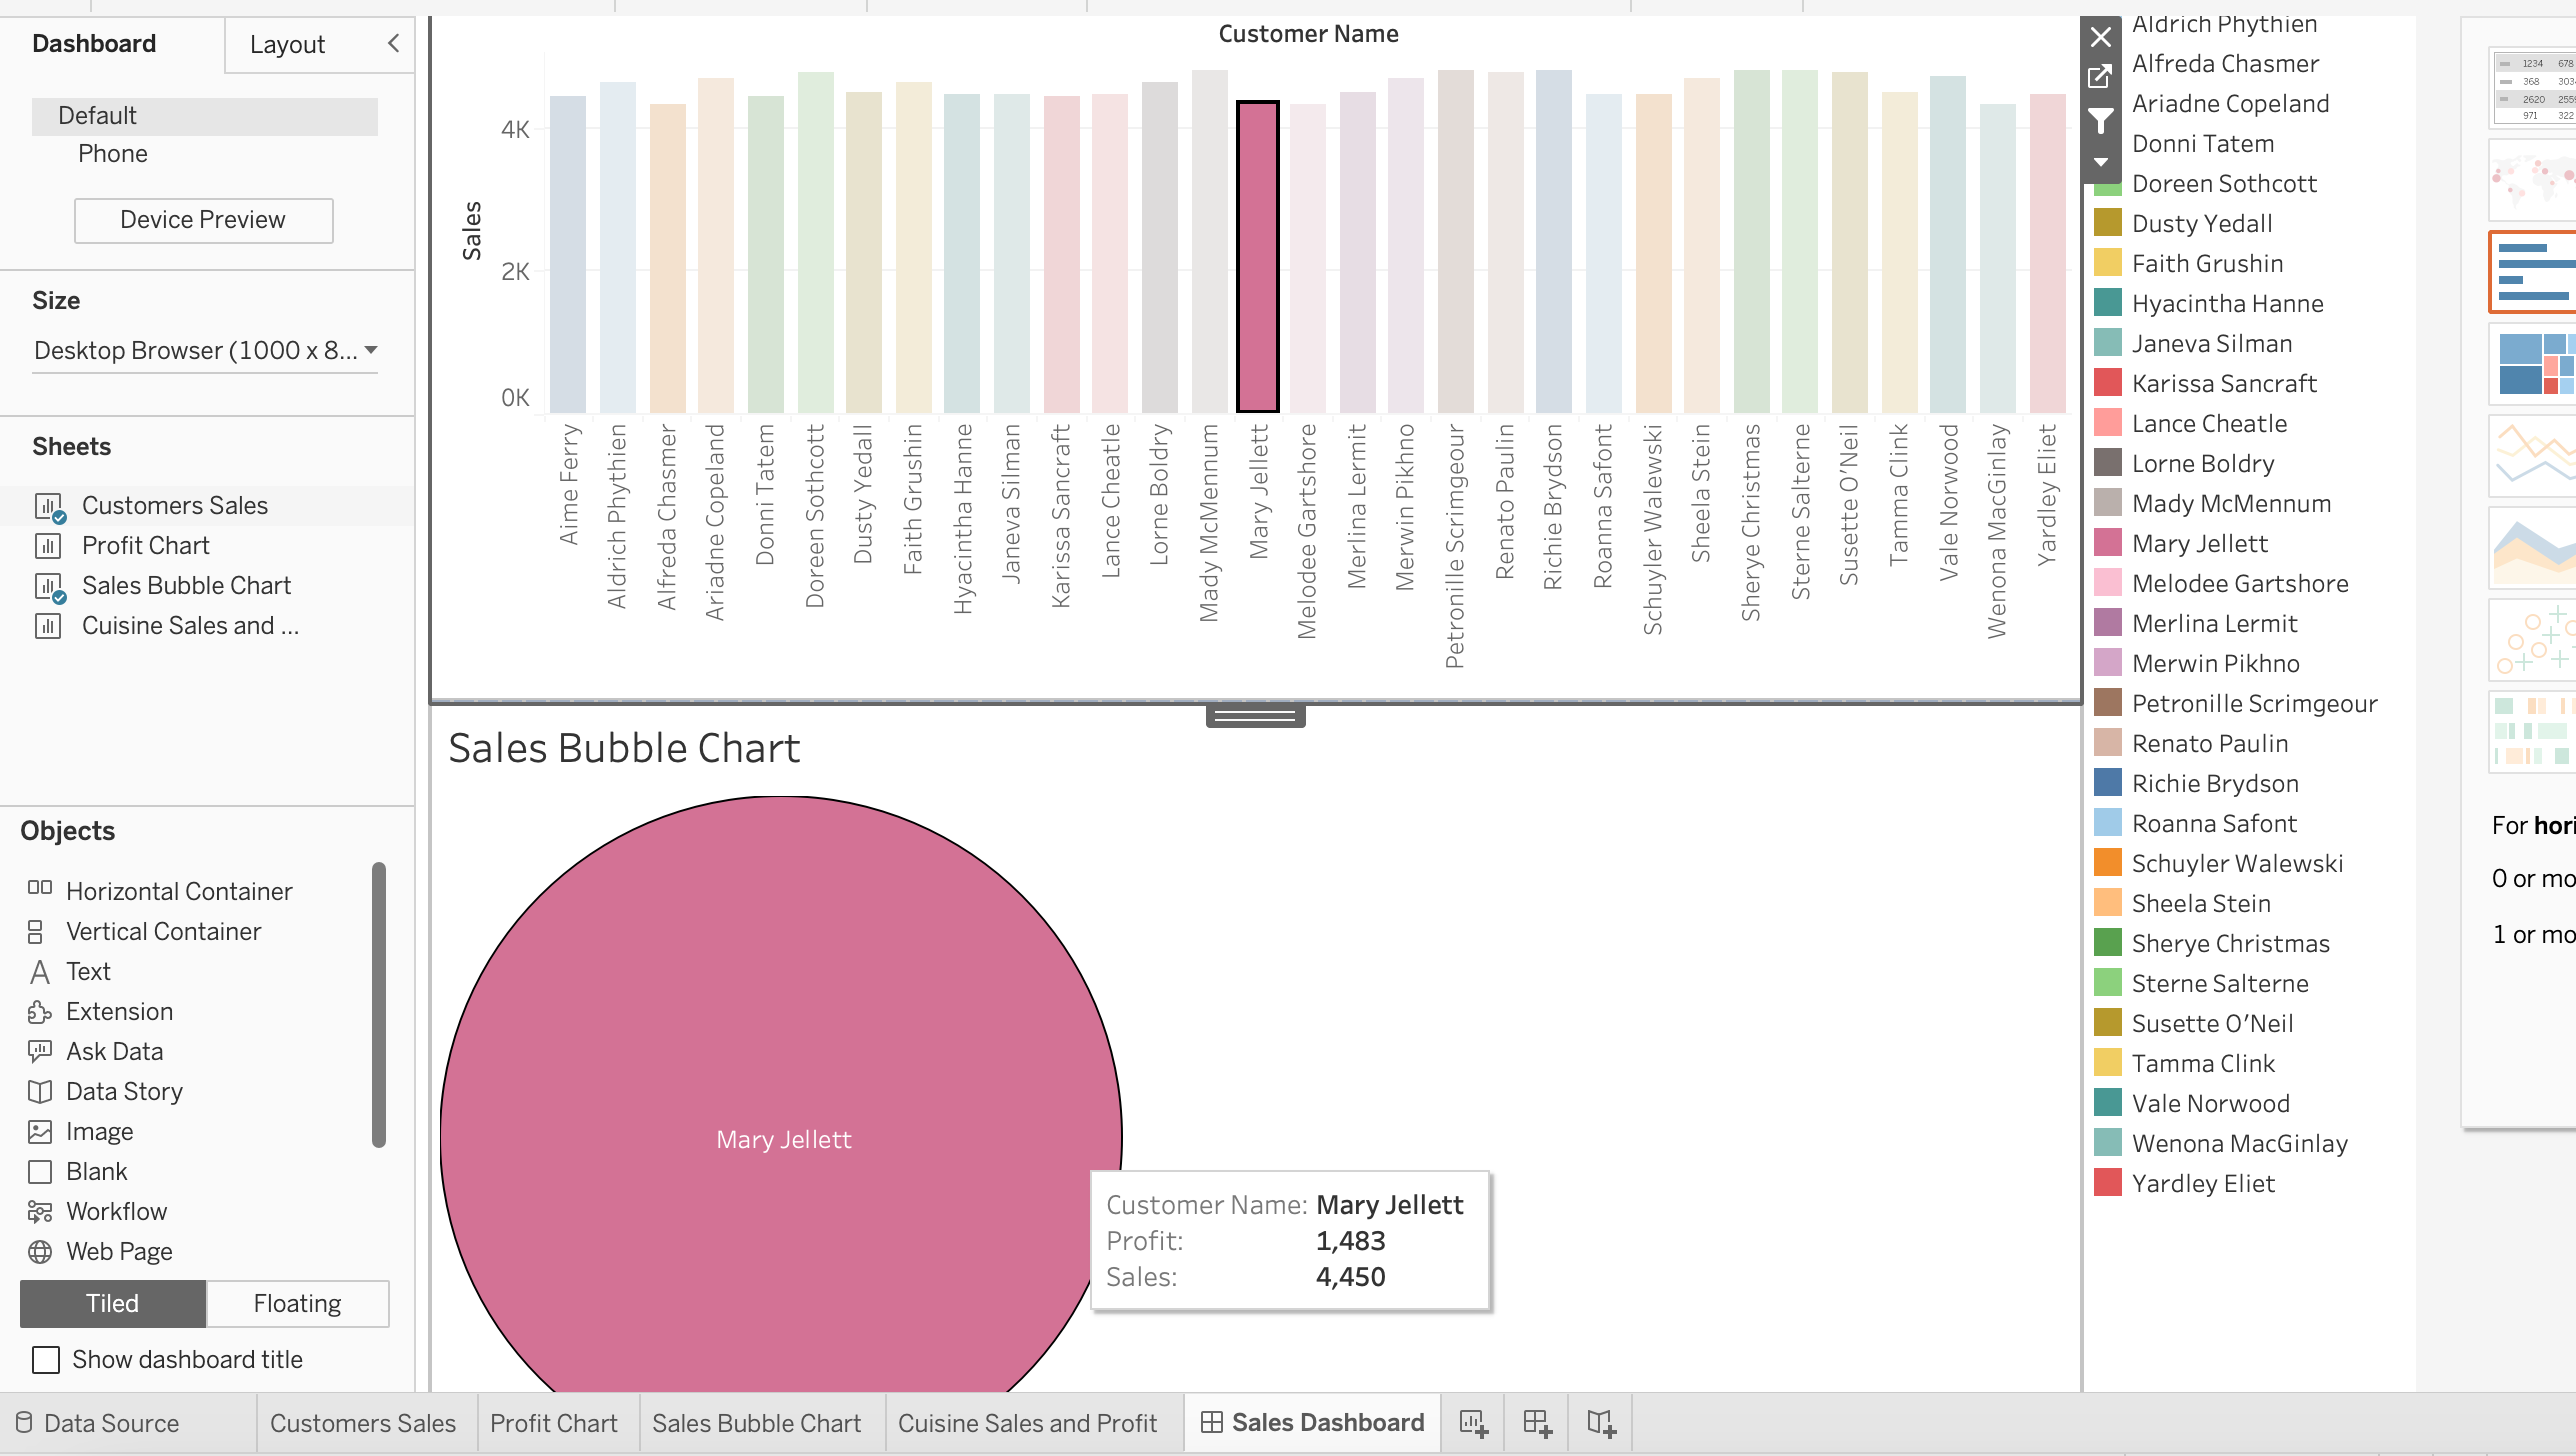 Dashboard
Layout
Default
Phone
Device Preview
Size
Desktop Browser (1000 x 8...
Sheets
Customers Sales
Profit Chart
Sales Bubble Chart
Cuisine Sales and ...
Objects
Horizontal Container
Vertical Container
Text
Extension
Ask Data
Data Story
Image
Blank
Workflow
Web Page
Tiled
Floating
Show dashboard title
Customer Name
Sales
4K
2K
0K
Aime Ferry
Aldrich Phythien
Alfreda Chasmer
Ariadne Copeland
Donni Tatem
Doreen Sothcott
Dusty Yedall
Faith Grushin
Hyacintha Hanne
Janeva Silman
Karissa Sancraft
Lance Cheatle
Lorne Boldry
Mady McMennum
Mary Jellett
Melodee Gartshore
Merlina Lermit
Merwin Pikhno
Petronille Scrimgeour
Renato Paulin
Richie Brydson
Roanna Safont
Schuyler Walewski
Sheela Stein
Sherye Christmas
Sterne Salterne
Susette O'Neil
Tamma Clink
Vale Norwood
Wenona MacGinlay
Yardley Eliet
Sales Bubble Chart
Mary Jellett
Customer Name: Mary Jellett
Profit: 1,483
Sales: 4,450
Aldrich Phythien
Alfreda Chasmer
Ariadne Copeland
Donni Tatem
Doreen Sothcott
Dusty Yedall
Faith Grushin
Hyacintha Hanne
Janeva Silman
Karissa Sancraft
Lance Cheatle
Lorne Boldry
Mady McMennum
Mary Jellett
Melodee Gartshore
Merlina Lermit
Merwin Pikhno
Petronille Scrimgeour
Renato Paulin
Richie Brydson
Roanna Safont
Schuyler Walewski
Sheela Stein
Sherye Christmas
Sterne Salterne
Susette O'Neil
Tamma Clink
Vale Norwood
Wenona MacGinlay
Yardley Eliet
1234 678
368 303
2620 255
971 322
For hori
0 or mo
1 or mo
Data Source
Customers Sales
Profit Chart
Sales Bubble Chart
Cuisine Sales and Profit
Sales Dashboard